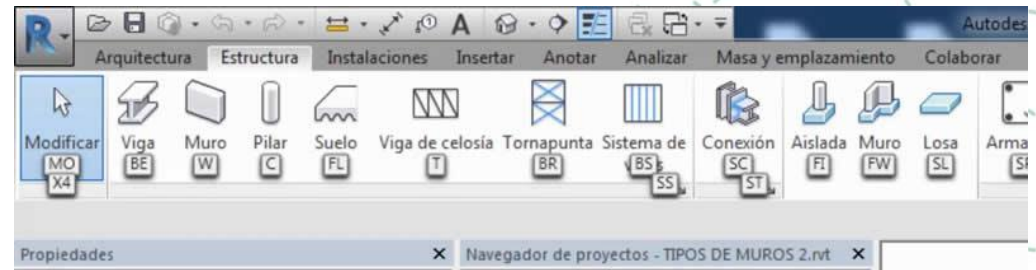 R A Autodes
Arquitectura Estructura Instalaciones Insertar Anotar Analizar Masa y emplazamiento Colaborar
Modificar Viga Muro Pilar Suelo Viga de celosía Tornapunta Sistema de Conexión Aislada Muro Losa Arma
MO BE W C FL T BR BS SC FI FW SL
X4 SS ST
Propiedades Navegador de proyectos - TIPOS DE MUROS 2.rvt